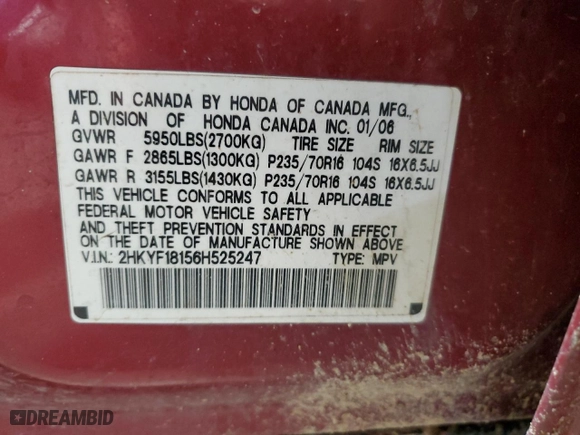 MFD. IN CANADA BY HONDA OF CANADA MFG.,
A DIVISION OF HONDA CANADA INC. 01/06
GVWR 5950LBS(2700KG) TIRE SIZE RIM SIZE
GAWR F 2865LBS(1300KG) P235/70R16 104S 16X6.5JJ
GAWR R 3155LBS(1430KG) P235/70R16 104S 16X6.5JJ
THIS VEHICLE CONFORMS TO ALL APPLICABLE
FEDERAL MOTOR VEHICLE SAFETY
AND THEFT PREVENTION STANDARDS IN EFFECT
ON THE DATE OF MANUFACTURE SHOWN ABOVE.
V.I.N.: 2HKYF18156H525247 TYPE: MPV
DREAMBID